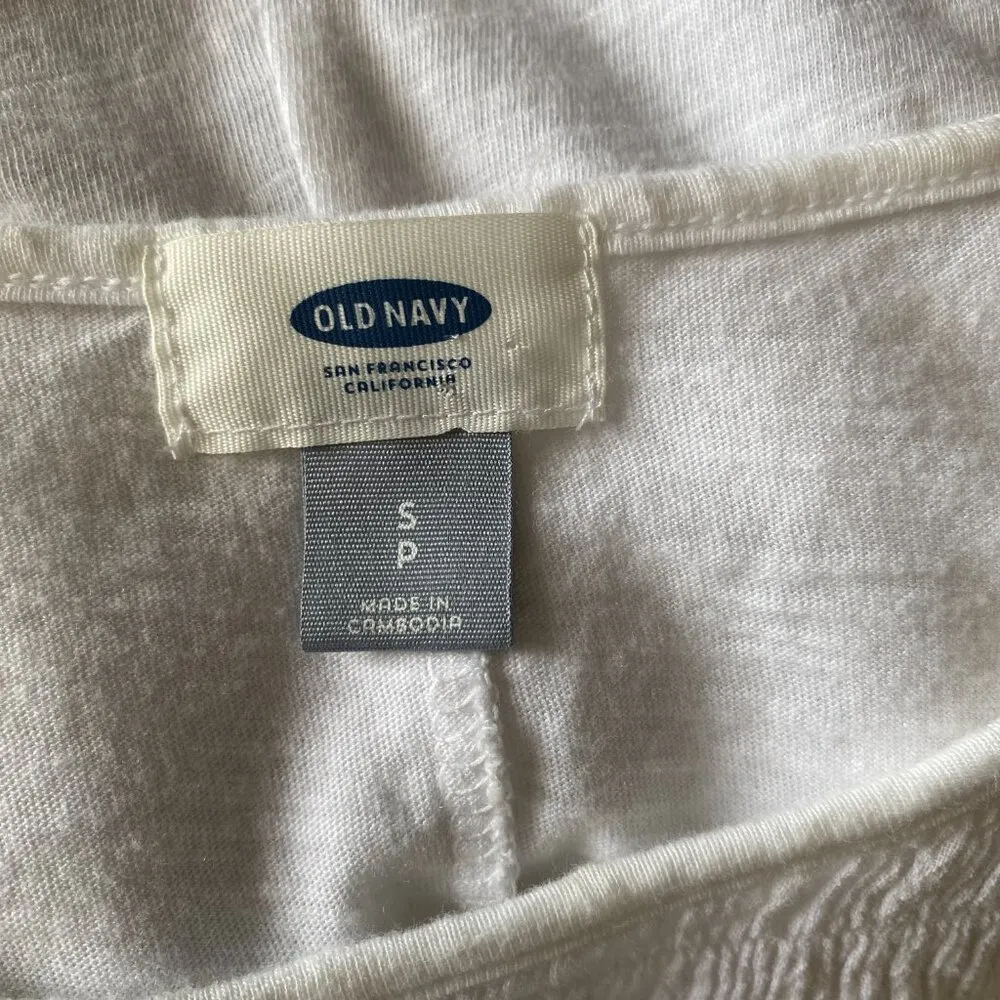 OLD NAVY
SAN FRANCISCO
CALIFORNIA
S
P
MADE IN
CAMBODIA